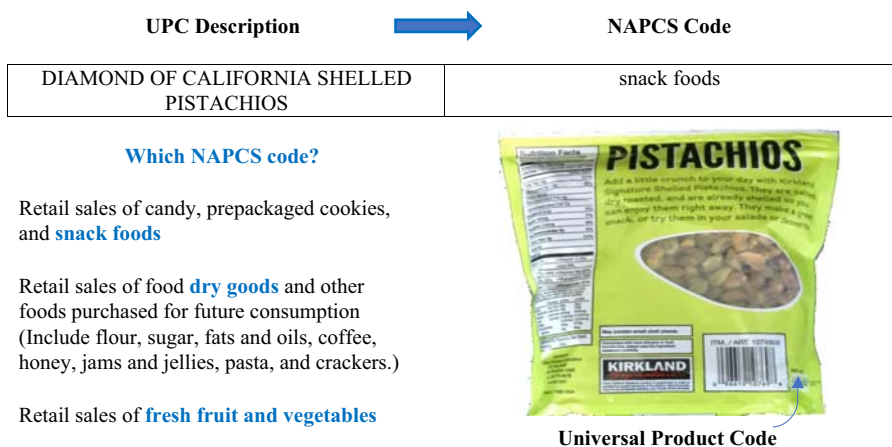 UPC Description
NAPCS Code
DIAMOND OF CALIFORNIA SHELLED
PISTACHIOS
snack foods
Which NAPCS code?
Retail sales of candy, prepackaged cookies,
and snack foods
Retail sales of food dry goods and other
foods purchased for future consumption
(Include flour, sugar, fats and oils, coffee,
honey, jams and jellies, pasta, and crackers.)
Retail sales of fresh fruit and vegetables
Nutrition Facts
PISTACHIOS
Add a little crunch to your day with Kirkland
Signature Shelled Pistachios. They are salted,
dry roasted, and are already shelled so you
can enjoy them right away. They make a great
snack, or try them in your salads or desserts.
May contain small shell pieces.
ITM. / ART.
KIRKLAND
Universal Product Code